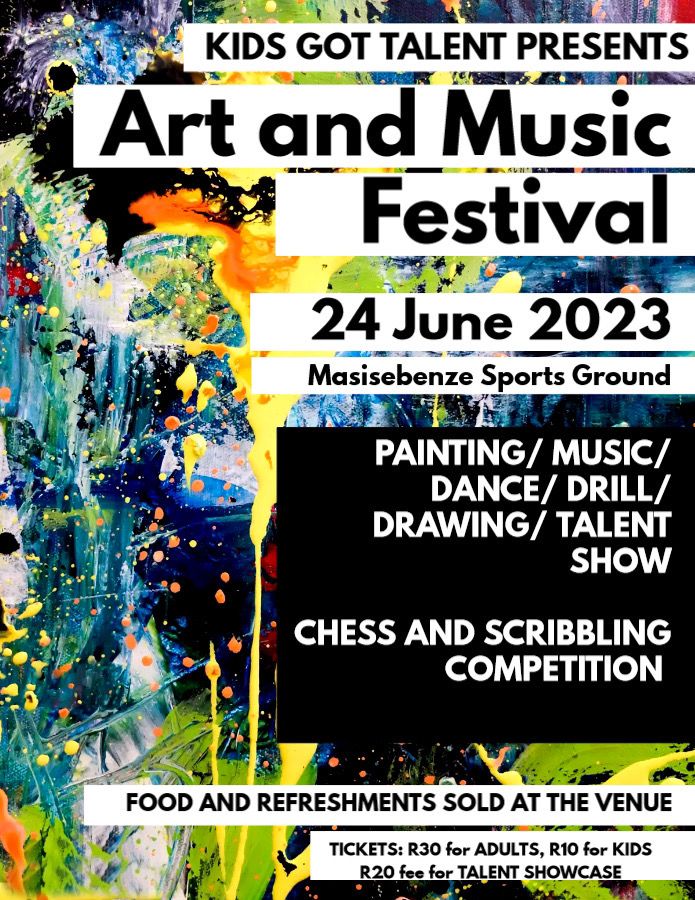 KIDS GOT TALENT PRESENTS
Art and Music
Festival
24 June 2023
Masisebenze Sports Ground
PAINTING/ MUSIC/
DANCE/ DRILL/
DRAWING/ TALENT
SHOW
CHESS AND SCRIBBLING
COMPETITION
FOOD AND REFRESHMENTS SOLD AT THE VENUE
TICKETS: R30 for ADULTS, R10 for KIDS
R20 fee for TALENT SHOWCASE